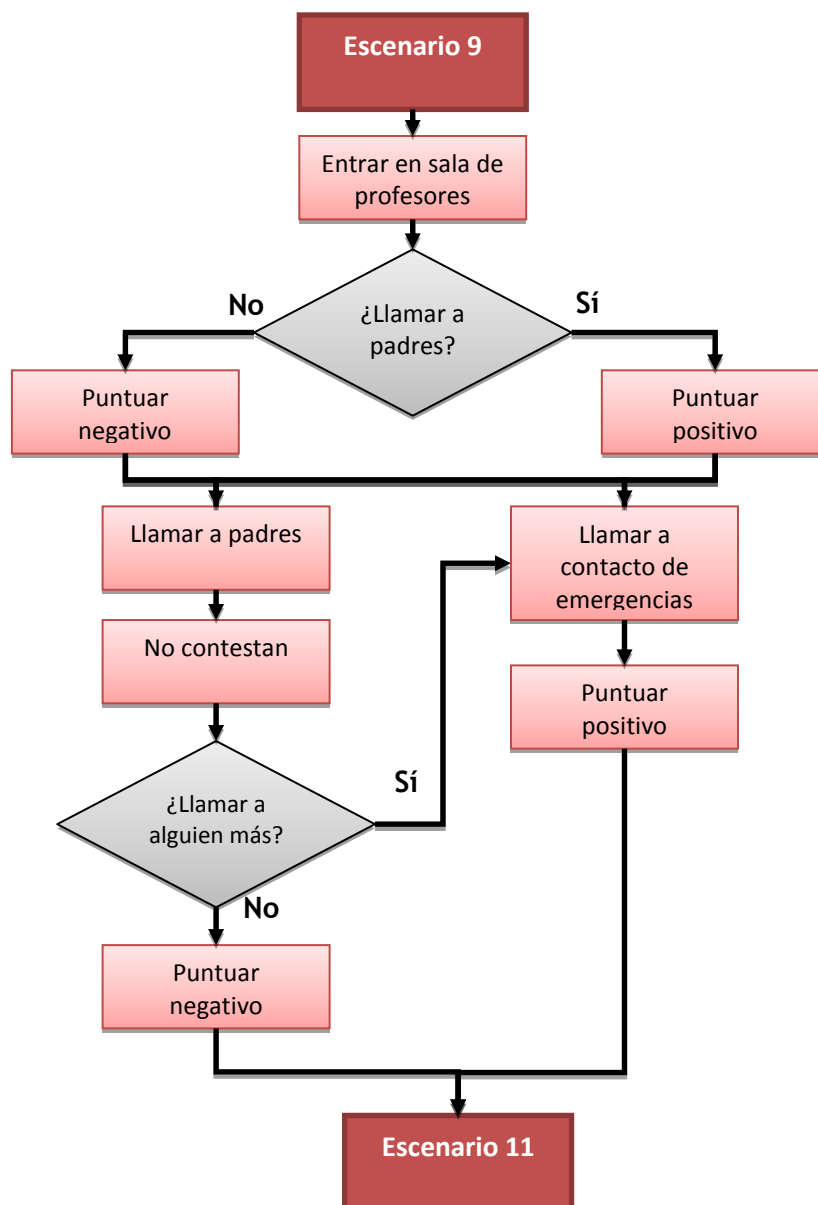 Escenario 9
Entrar en sala de
profesores
No
Sí
¿Llamar a
padres?
Puntuar
negativo
Puntuar
positivo
Llamar a padres
Llamar a
contacto de
emergencias
No contestan
Puntuar
positivo
Sí
¿Llamar a
alguien más?
No
Puntuar
negativo
Escenario 11